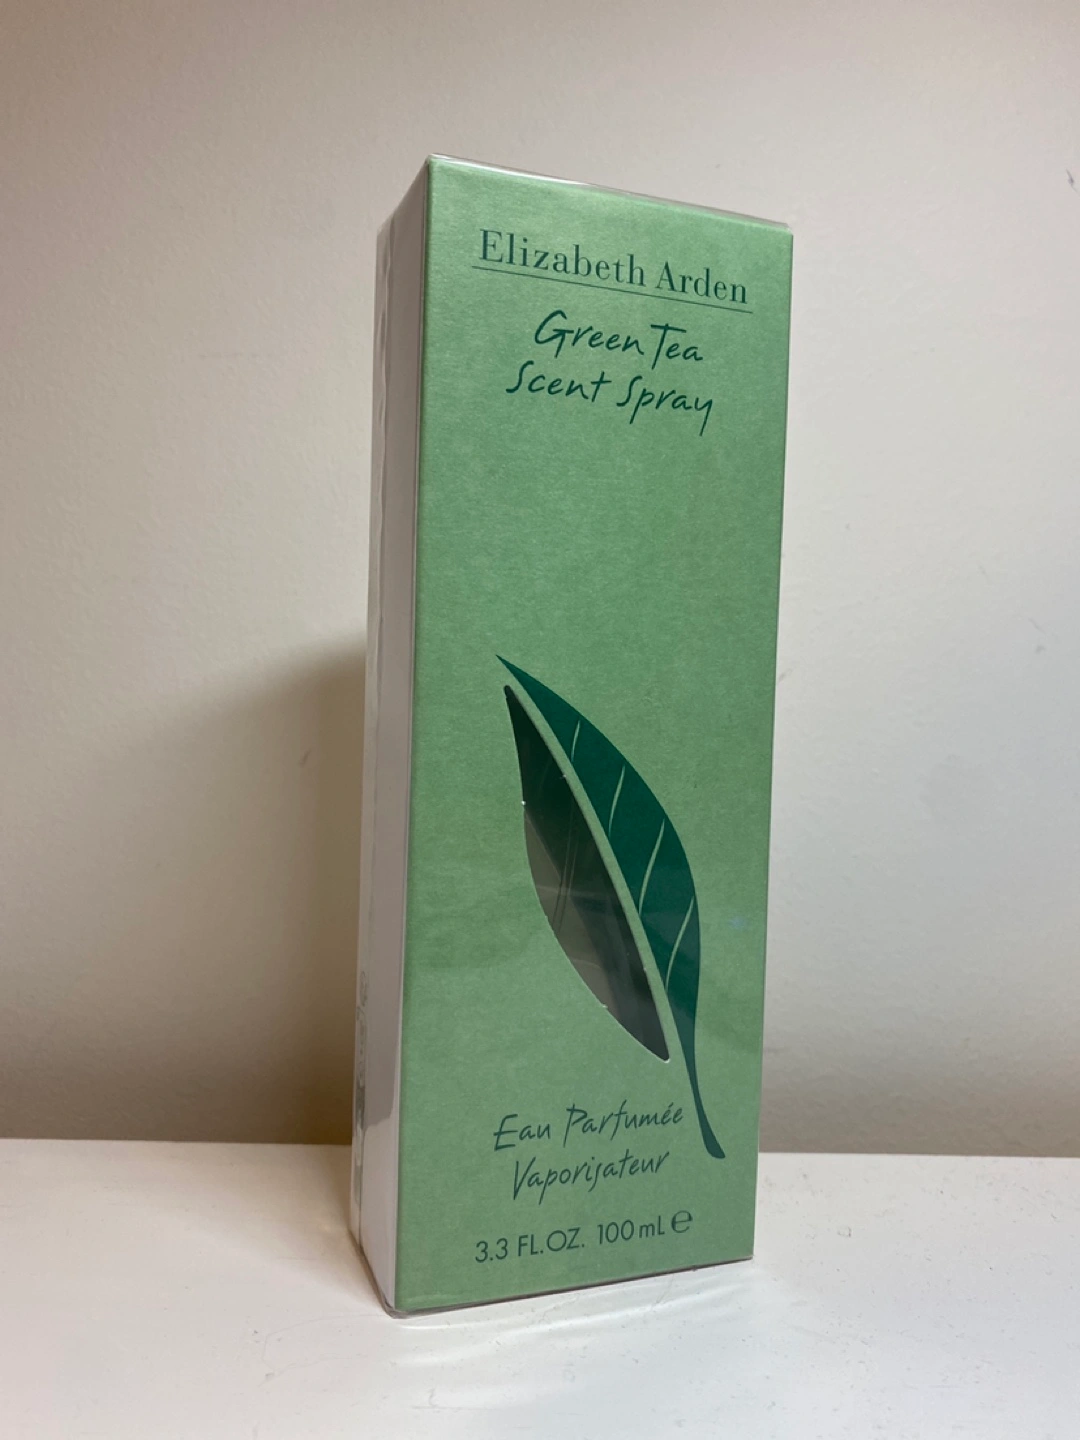 Elizabeth Arden
Green Tea
Scent Spray
Eau Parfumée
Vaporisateur
3.3 FL.OZ. 100 mL ℮